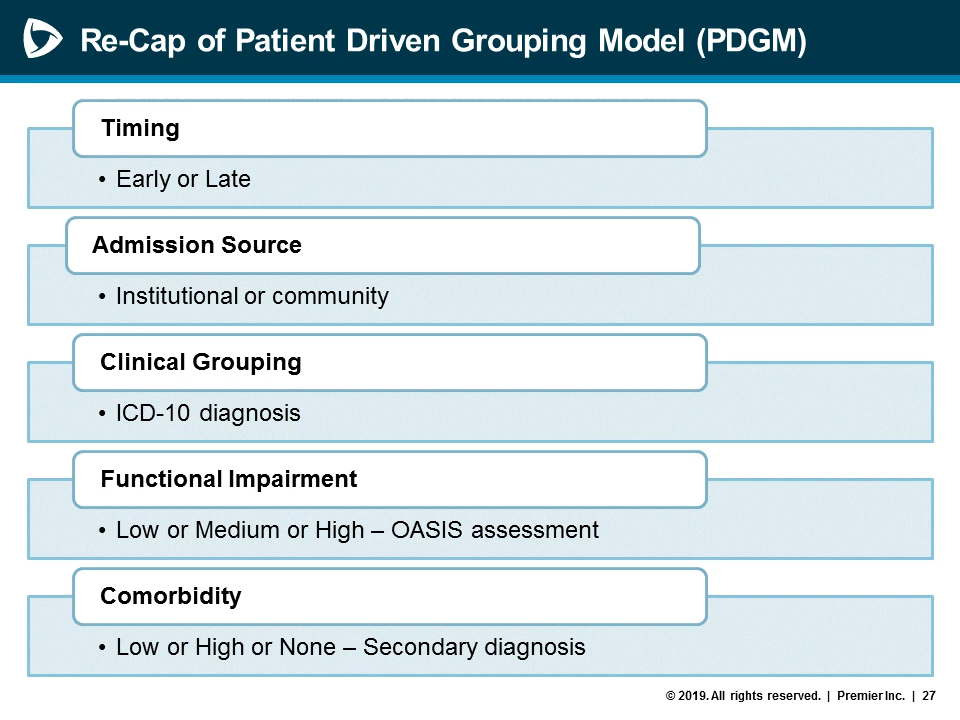 Re-Cap of Patient Driven Grouping Model (PDGM)
Timing
• Early or Late
Admission Source
• Institutional or community
Clinical Grouping
• ICD-10 diagnosis
Functional Impairment
• Low or Medium or High – OASIS assessment
Comorbidity
• Low or High or None – Secondary diagnosis
© 2019. All rights reserved. | Premier Inc. | 27